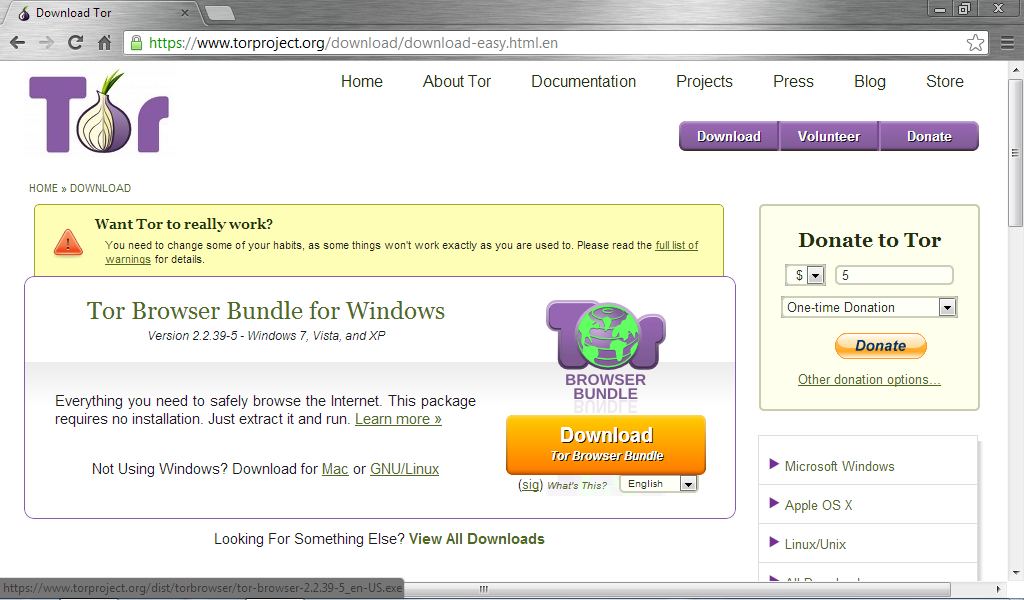 Download Tor
https://www.torproject.org/download/download-easy.html.en
Tor
Home About Tor Documentation Projects Press Blog Store
Download Volunteer Donate
HOME » DOWNLOAD
Want Tor to really work?
You need to change some of your habits, as some things won't work exactly as you are used to. Please read the full list of
warnings for details.
Tor Browser Bundle for Windows
Version 2.2.39-5 - Windows 7, Vista, and XP
Everything you need to safely browse the Internet. This package
requires no installation. Just extract it and run. Learn more »
Not Using Windows? Download for Mac or GNU/Linux
Tor
BROWSER
BUNDLE
Download
Tor Browser Bundle
(sig) What's This? English
Looking For Something Else? View All Downloads
Donate to Tor
$ 5
One-time Donation
Donate
Other donation options...
Microsoft Windows
Apple OS X
Linux/Unix
https://www.torproject.org/dist/torbrowser/tor-browser-2.2.39-5_en-US.exe